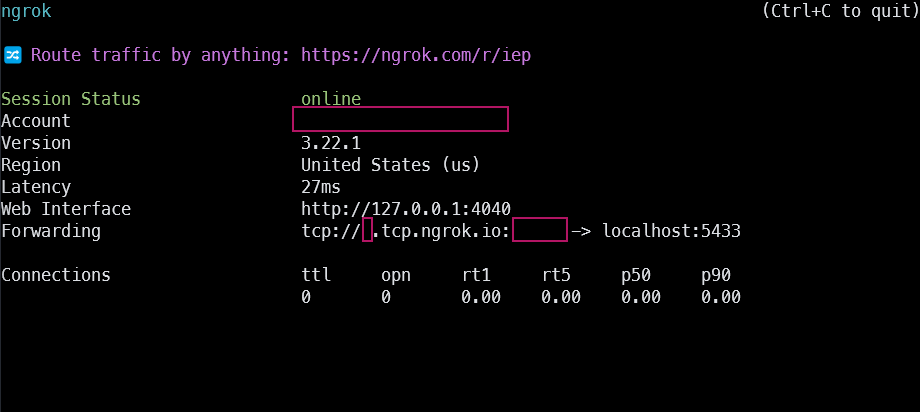 ngrok (Ctrl+C to quit)
Route traffic by anything: https://ngrok.com/r/iep
Session Status online
Account
Version 3.22.1
Region United States (us)
Latency 27ms
Web Interface http://127.0.0.1:4040
Forwarding tcp:// .tcp.ngrok.io: -> localhost:5433
Connections ttl opn rt1 rt5 p50 p90
0 0 0.00 0.00 0.00 0.00